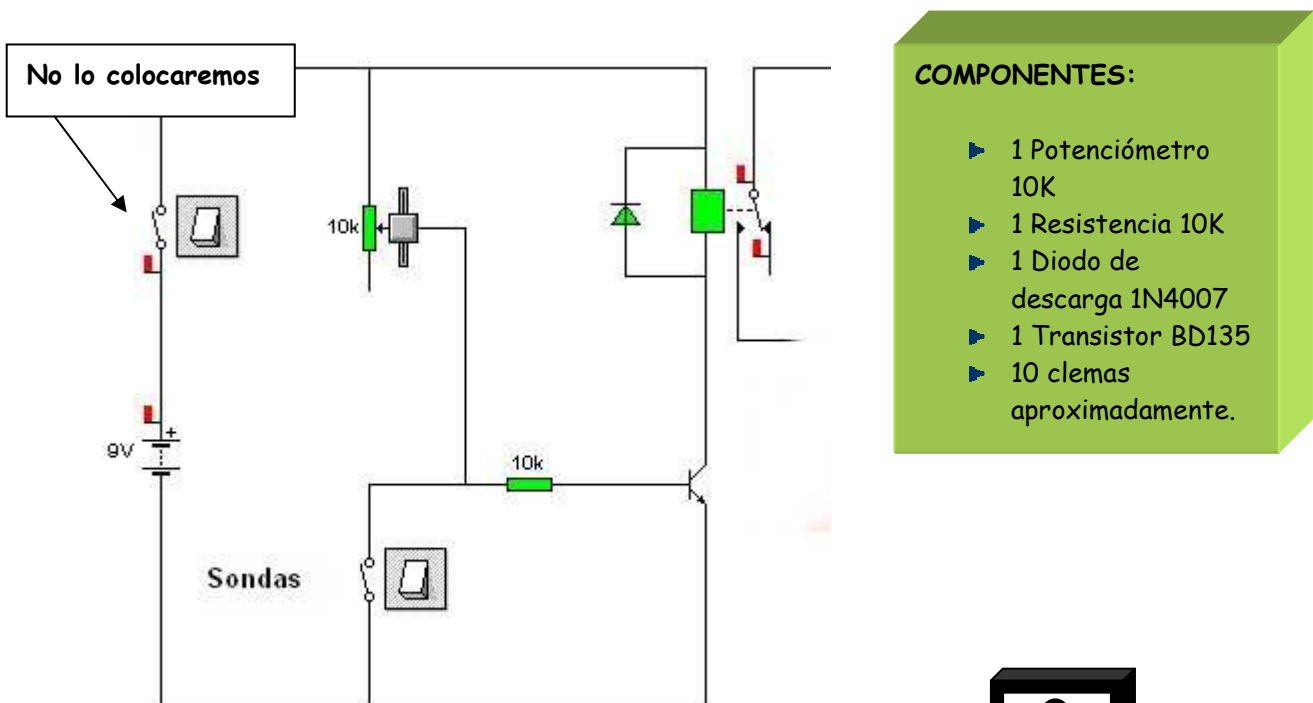 No lo colocaremos
COMPONENTES:
1 Potenciómetro
10K
1 Resistencia 10K
1 Diodo de
descarga 1N4007
1 Transistor BD135
10 clemas
aproximadamente.
10k
9V
+
10k
Sondas